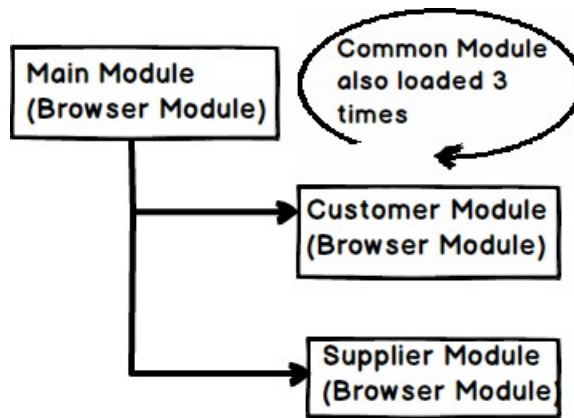 Main Module
(Browser Module)
Common Module
also loaded 3
times
Customer Module
(Browser Module)
Supplier Module
(Browser Module)